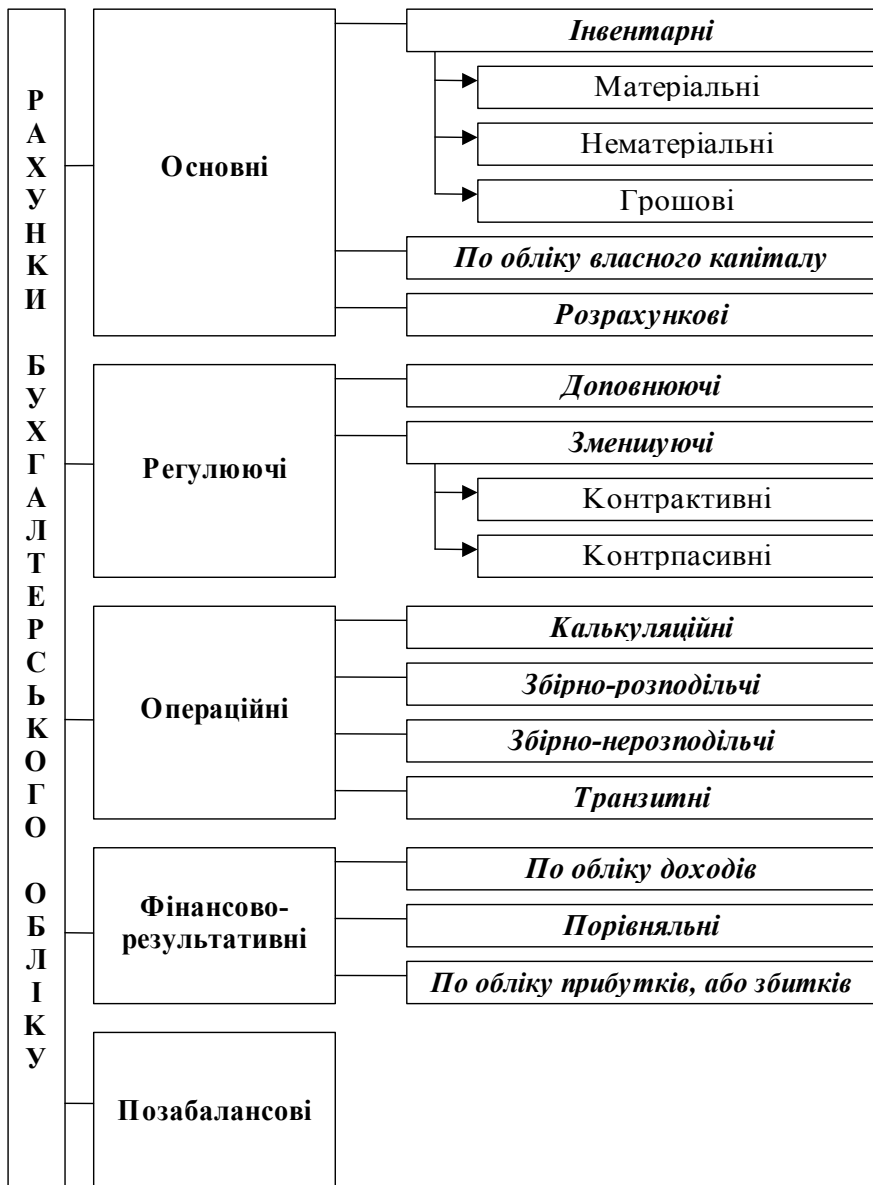 РАХУНКИ БУХГАЛТЕРСЬКОГО ОБЛІКУ
Основні
Інвентарні
Матеріальні
Нематеріальні
Грошові
По обліку власного капіталу
Розрахункові
Регулюючі
Доповнюючі
Зменшуючі
Контрактивні
Контрпасивні
Операційні
Калькуляційні
Збірно-розподільчі
Збірно-нерозподільчі
Транзитні
Фінансово-
результативні
По обліку доходів
Порівняльні
По обліку прибутків, або збитків
Позабалансові